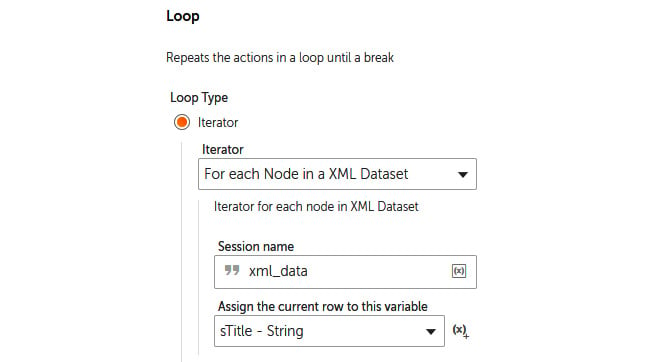 Loop
Repeats the actions in a loop until a break
Loop Type
Iterator
Iterator
For each Node in a XML Dataset
Iterator for each node in XML Dataset
Session name
" xml_data (x)
Assign the current row to this variable
sTitle - String (x)+